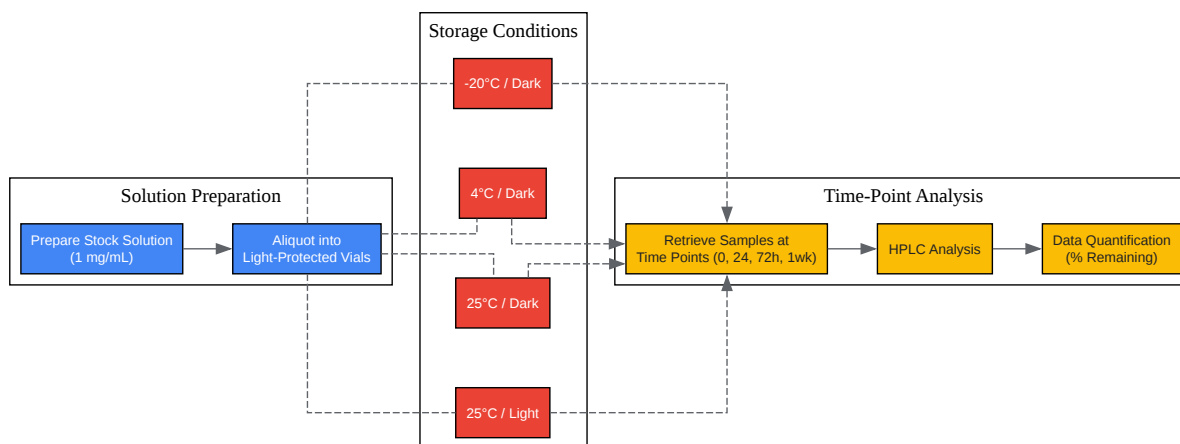 Storage Conditions
-20°C / Dark
4°C / Dark
25°C / Dark
25°C / Light
Solution Preparation
Prepare Stock Solution
(1 mg/mL)
Aliquot into
Light-Protected Vials
Time-Point Analysis
Retrieve Samples at
Time Points (0, 24, 72h, 1wk)
HPLC Analysis
Data Quantification
(% Remaining)